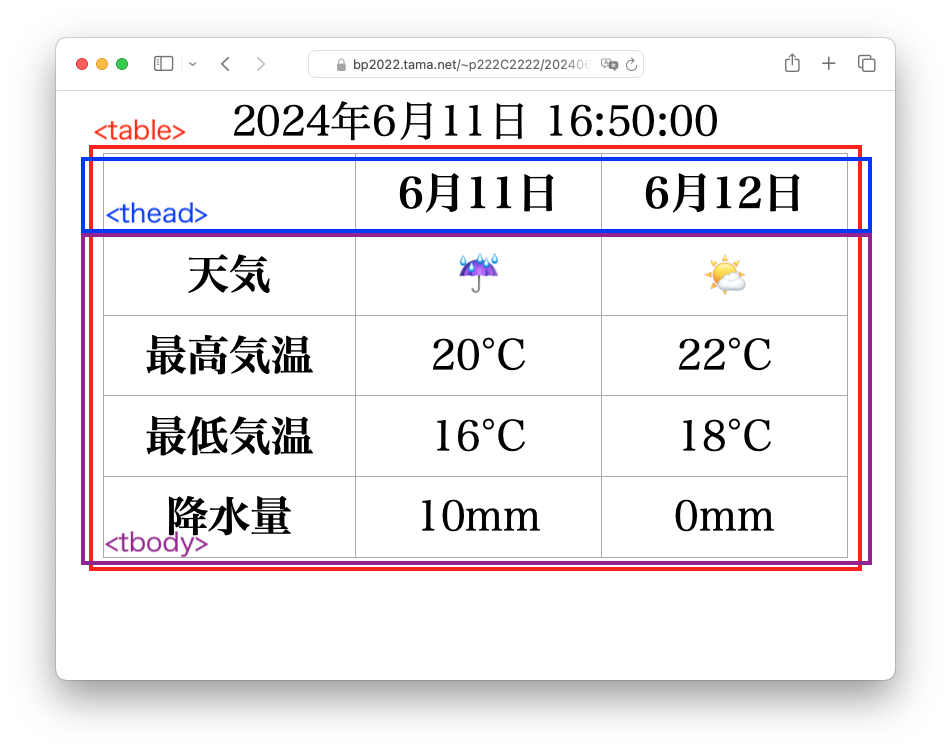 bp2022.tama.net/~p222C2222/20240
<table> 2024年6月11日 16:50:00
<thead> 6月11日 6月12日
天気 ☔ 🌤
最高気温 20°C 22°C
最低気温 16°C 18°C
降水量 10mm 0mm
<tbody>